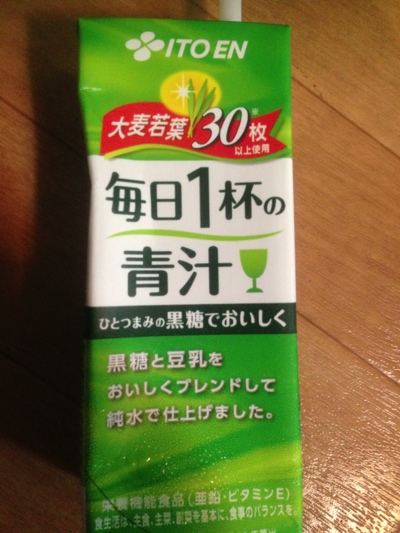 ITO EN
大麦若葉30※枚
以上使用
毎日1杯の
青汁
ひとつまみの黒糖でおいしく
黒糖と豆乳を
おいしくブレンドして
純水で仕上げました。
栄養機能食品(亜鉛・ビタミンE)
食生活は、主食、主菜、副菜を基本に、食事のバランスを。